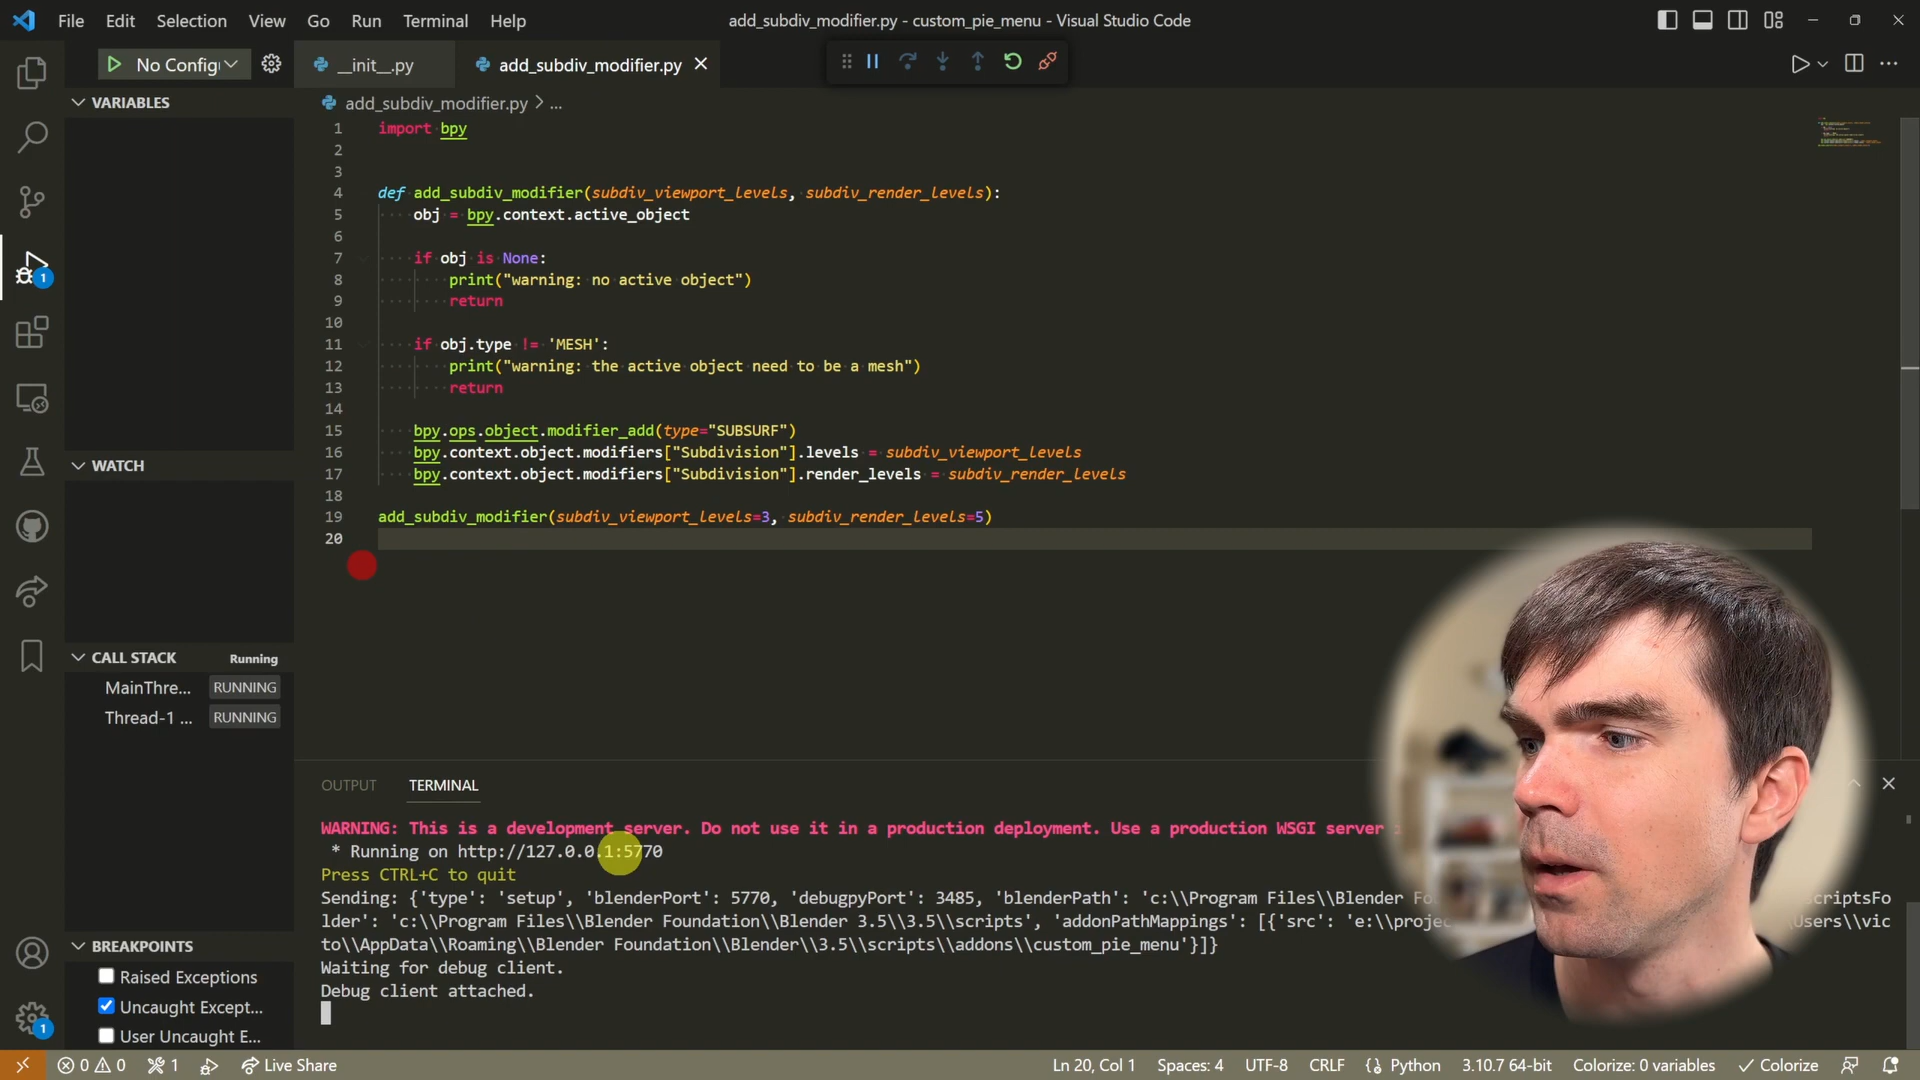 File Edit Selection View Go Run Terminal Help
add_subdiv_modifier.py - custom_pie_menu - Visual Studio Code
No Config
__init__.py
add_subdiv_modifier.py
add_subdiv_modifier.py > ...
VARIABLES
WATCH
CALL STACK Running
MainThre... RUNNING
Thread-1 ... RUNNING
BREAKPOINTS
Raised Exceptions
Uncaught Except...
User Uncaught E...
1 import bpy
2
3
4 def add_subdiv_modifier(subdiv_viewport_levels, subdiv_render_levels):
5 obj = bpy.context.active_object
6
7 if obj is None:
8 print("warning: no active object")
9 return
10
11 if obj.type != 'MESH':
12 print("warning: the active object need to be a mesh")
13 return
14
15 bpy.ops.object.modifier_add(type="SUBSURF")
16 bpy.context.object.modifiers["Subdivision"].levels = subdiv_viewport_levels
17 bpy.context.object.modifiers["Subdivision"].render_levels = subdiv_render_levels
18
19 add_subdiv_modifier(subdiv_viewport_levels=3, subdiv_render_levels=5)
20
OUTPUT TERMINAL
WARNING: This is a development server. Do not use it in a production deployment. Use a production WSGI server
* Running on http://127.0.0.1:5770
Press CTRL+C to quit
Sending: {'type': 'setup', 'blenderPort': 5770, 'debugpyPort': 3485, 'blenderPath': 'c:\\Program Files\\Blender Fou criptsFo
lder': 'c:\\Program Files\\Blender Foundation\\Blender 3.5\\3.5\\scripts', 'addonPathMappings': [{'src': 'e:\\projec Users\\vic
to\\AppData\\Roaming\\Blender Foundation\\Blender\\3.5\\scripts\\addons\\custom_pie_menu'}]}
Waiting for debug client.
Debug client attached.
1
1
0 0 1 Live Share
Ln 20, Col 1 Spaces: 4 UTF-8 CRLF Python 3.10.7 64-bit Colorize: 0 variables Colorize